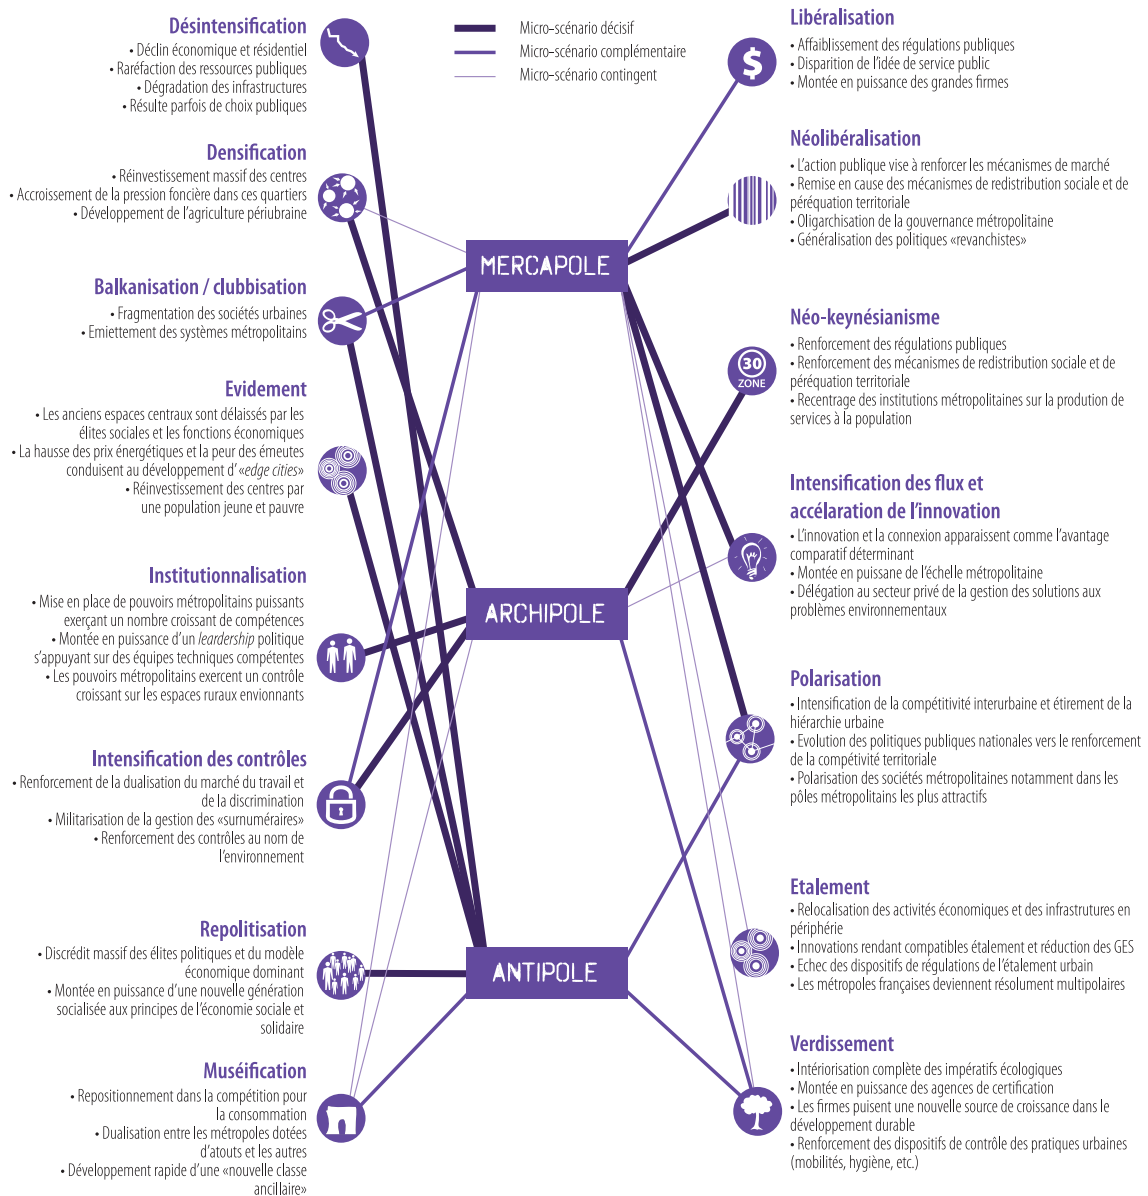 Désintensification
• Déclin économique et résidentiel
• Raréfaction des ressources publiques
• Dégradation des infrastructures
• Résulte parfois de choix publiques
Densification
• Réinvestissement massif des centres
• Accroissement de la pression foncière dans ces quartiers
• Développement de l'agriculture périubraine
Balkanisation / clubbisation
• Fragmentation des sociétés urbaines
• Emiettement des systèmes métropolitains
Evidement
• Les anciens espaces centraux sont délaissés par les
élites sociales et les fonctions économiques
• La hausse des prix énergétiques et la peur des émeutes
conduisent au développement d' «edge cities»
• Réinvestissement des centres par
une population jeune et pauvre
Institutionnalisation
• Mise en place de pouvoirs métropolitains puissants
exerçant un nombre croissant de compétences
• Montée en puissance d'un leardership politique
s'appuyant sur des équipes techniques compétentes
• Les pouvoirs métropolitains exercent un contrôle
croissant sur les espaces ruraux envionnants
Intensification des contrôles
• Renforcement de la dualisation du marché du travail et
de la discrimination
• Militarisation de la gestion des «surnuméraires»
• Renforcement des contrôles au nom de
l'environnement
Repolitisation
• Discrédit massif des élites politiques et du modèle
économique dominant
• Montée en puissance d'une nouvelle génération
socialisée aux principes de l'économie sociale et
solidaire
Muséification
• Repositionnement dans la compétition pour
la consommation
• Dualisation entre les métropoles dotées
d'atouts et les autres
• Développement rapide d'une «nouvelle classe
ancillaire»
Micro-scénario décisif
Micro-scénario complémentaire
Micro-scénario contingent
MERCAPOLE
ARCHIPOLE
ANTIPOLE
$
Libéralisation
• Affaiblissement des régulations publiques
• Disparition de l'idée de service public
• Montée en puissance des grandes firmes
Néolibéralisation
• L'action publique vise à renforcer les mécanismes de marché
• Remise en cause des mécanismes de redistribution sociale et de
péréquation territoriale
• Oligarchisation de la gouvernance métropolitaine
• Généralisation des politiques «revanchistes»
30
ZONE
Néo-keynésianisme
• Renforcement des régulations publiques
• Renforcement des mécanismes de redistribution sociale et de
péréquation territoriale
• Recentrage des institutions métropolitaines sur la prodution de
services à la population
Intensification des flux et
accélaration de l'innovation
• L'innovation et la connexion apparaissent comme l'avantage
comparatif déterminant
• Montée en puissane de l'échelle métropolitaine
• Délégation au secteur privé de la gestion des solutions aux
problèmes environnementaux
Polarisation
• Intensification de la compétitivité interurbaine et étirement de la
hiérarchie urbaine
• Evolution des politiques publiques nationales vers le renforcement
de la compétivité territoriale
• Polarisation des sociétés métropolitaines notamment dans les
pôles métropolitains les plus attractifs
Etalement
• Relocalisation des activités économiques et des infrastrutures en
périphérie
• Innovations rendant compatibles étalement et réduction des GES
• Echec des dispositifs de régulations de l'étalement urbain
• Les métropoles françaises deviennent résolument multipolaires
Verdissement
• Intériorisation complète des impératifs écologiques
• Montée en puissance des agences de certification
• Les firmes puisent une nouvelle source de croissance dans le
développement durable
• Renforcement des dispositifs de contrôle des pratiques urbaines
(mobilités, hygiène, etc.)